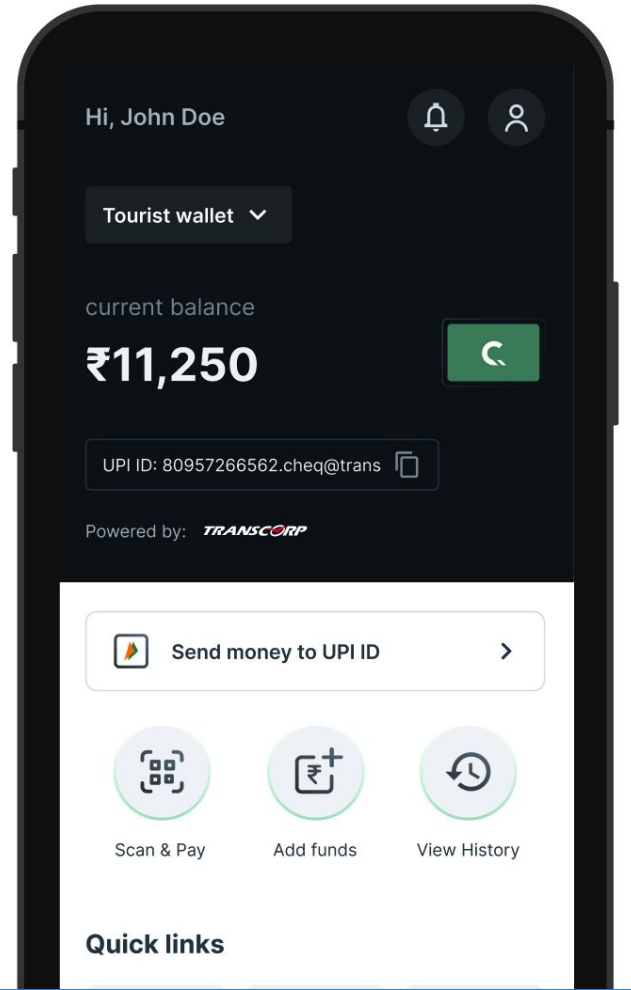 Hi, John Doe
Tourist wallet
current balance
₹11,250
UPI ID: 80957266562.cheq@trans
Powered by: TRANSCORP
Send money to UPI ID
Scan & Pay Add funds View History
Quick links